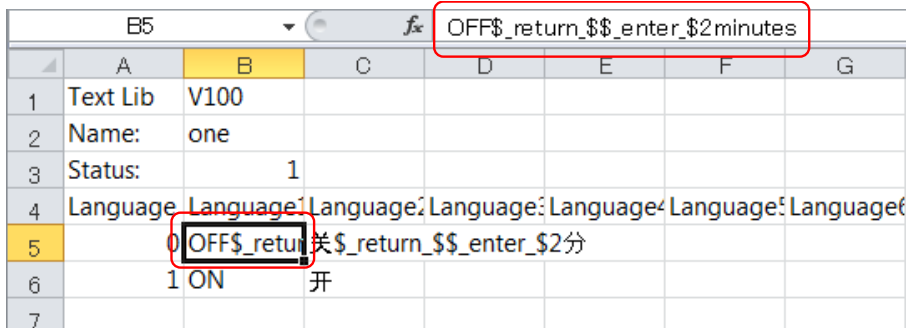 B5 fx OFF$_return_$$_enter_$2minutes
A B C D E F G
1 Text Lib V100
2 Name: one
3 Status: 1
4 Language Language1 Language2 Language3 Language4 Language5 Language6
5 0 OFF$_retur 关$_return_$$_enter_$2分
6 1 ON 开
7